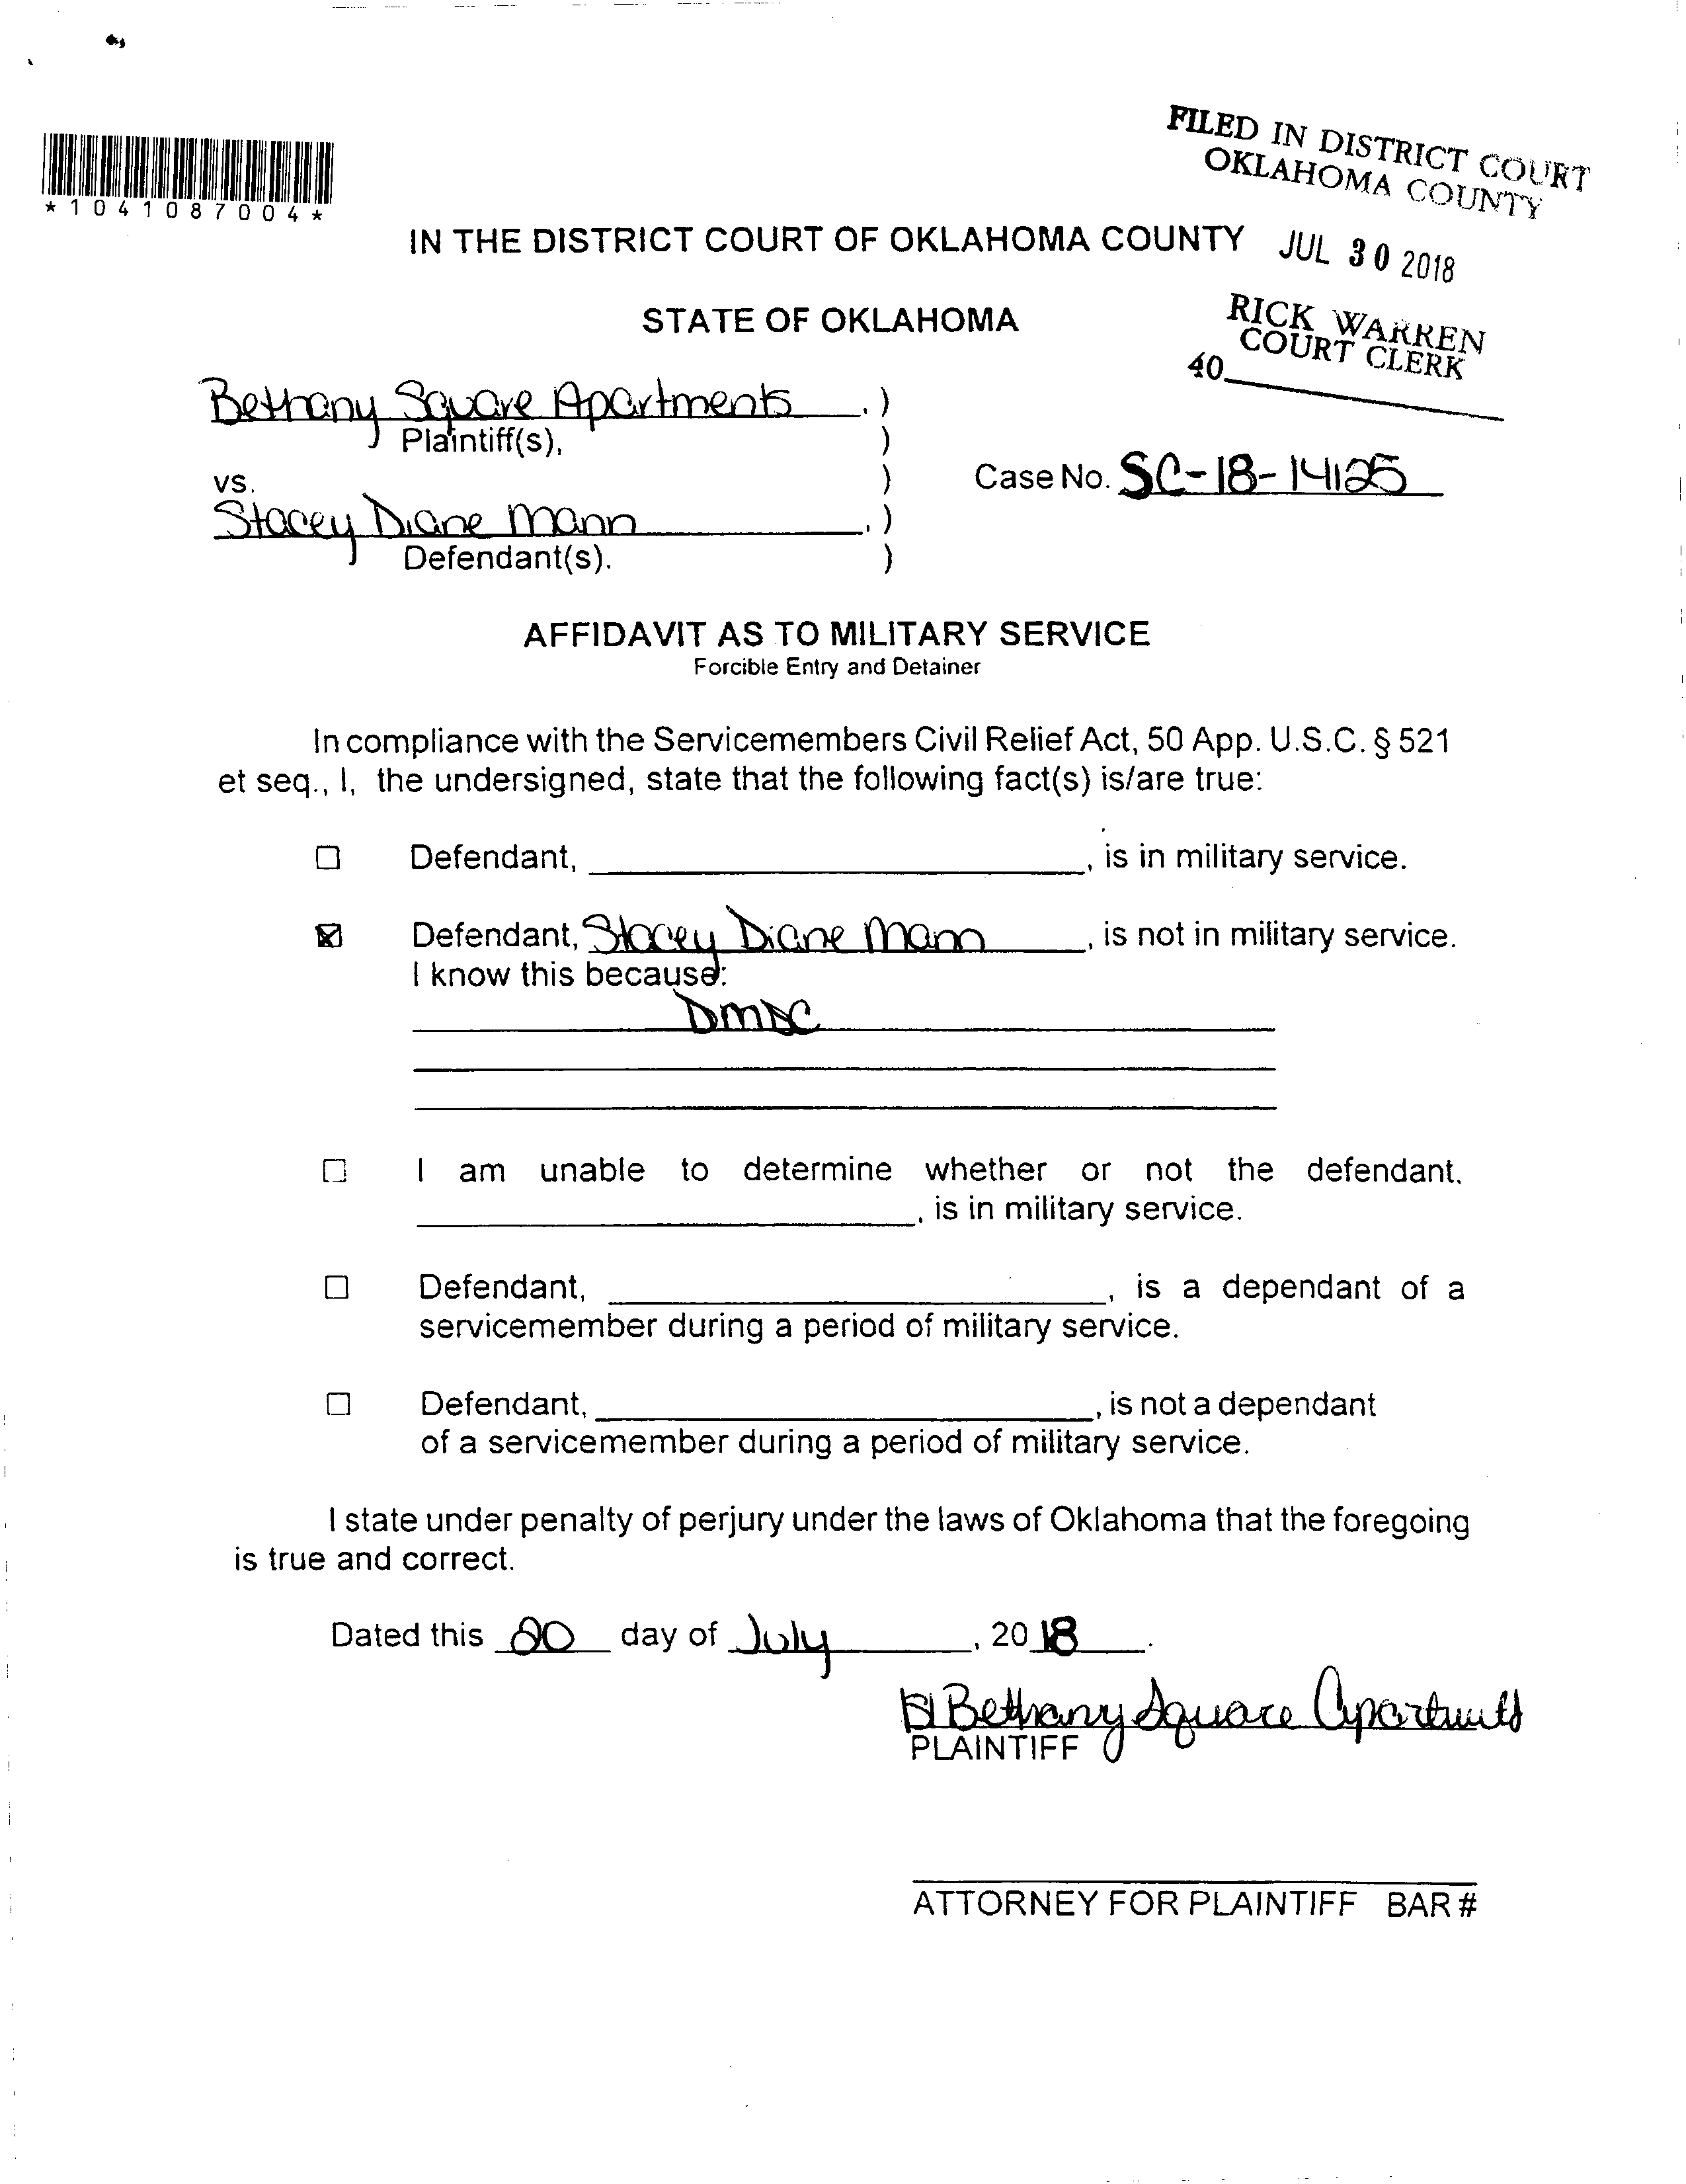 FILED IN DISTRICT COURT
OKLAHOMA COUNTY
*1041087004*
IN THE DISTRICT COURT OF OKLAHOMA COUNTY
JUL 30 2018
STATE OF OKLAHOMA
RICK WARREN
COURT CLERK
40
Bethany Square Apartments, )
Plaintiff(s), )
vs. )
Case No. SC-18-14125
Stacey Diane Mann, )
Defendant(s). )
AFFIDAVIT AS TO MILITARY SERVICE
Forcible Entry and Detainer
In compliance with the Servicemembers Civil Relief Act, 50 App. U.S.C. § 521
et seq., I, the undersigned, state that the following fact(s) is/are true:
☐ Defendant, ____________________, is in military service.
☒ Defendant, Stacey Diane Mann, is not in military service.
I know this because:
DMDC
☐ I am unable to determine whether or not the defendant,
____________________, is in military service.
☐ Defendant, ____________________, is a dependant of a
servicemember during a period of military service.
☐ Defendant, ____________________, is not a dependant
of a servicemember during a period of military service.
I state under penalty of perjury under the laws of Oklahoma that the foregoing
is true and correct.
Dated this 20 day of July, 2018.
/s/ Bethany Square Apartments
PLAINTIFF
ATTORNEY FOR PLAINTIFF BAR #